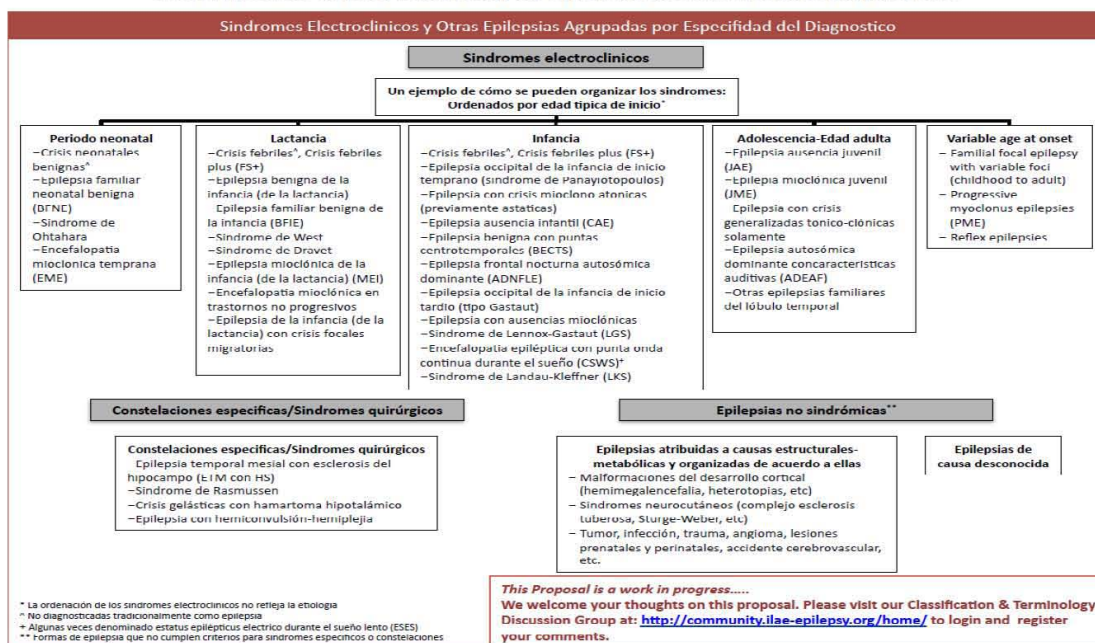 Sindromes Electroclinicos y Otras Epilepsias Agrupadas por Especifidad del Diagnostico
Sindromes electroclinicos
Un ejemplo de cómo se pueden organizar los sindromes:
Ordenados por edad tipica de inicio*
Periodo neonatal
–Crisis neonatales
benignas^
–Epilepsia familiar
neonatal benigna
(BFNE)
–Sindrome de
Ohtahara
–Encefalopatia
mioclonica temprana
(EME)
Lactancia
–Crisis febriles^, Crisis febriles
plus (FS+)
–Epilepsia benigna de la
infancia (de la lactancia)
Epilepsia familiar benigna de
la infancia (BFIE)
–Sindrome de West
–Sindrome de Dravet
–Epilepsia mioclónica de la
infancia (de la lactancia) (MEI)
–Encefalopatia mioclónica en
trastornos no progresivos
–Epilepsia de la infancia (de la
lactancia) con crisis focales
migratorias
Infancia
–Crisis febriles^, Crisis febriles plus (FS+)
–Epilepsia occipital de la infancia de inicio
temprano (sindrome de Panayiotopoulos)
–Epilepsia con crisis mioclono atonicas
(previamente astaticas)
–Epilepsia ausencia infantil (CAE)
–Epilepsia benigna con puntas
centrotemporales (BECTS)
–Epilepsia frontal nocturna autosómica
dominante (ADNFLE)
–Epilepsia occipital de la infancia de inicio
tardio (tipo Gastaut)
–Epilepsia con ausencias mioclónicas
–Sindrome de Lennox-Gastaut (LGS)
–Encefalopatia epiléptica con punta onda
continua durante el sueño (CSWS)+
–Sindrome de Landau-Kleffner (LKS)
Adolescencia-Edad adulta
–Epilepsia ausencia juvenil
(JAE)
–Epilepia mioclónica juvenil
(JME)
Epilepsia con crisis
generalizadas tonico-clónicas
solamente
–Epilepsia autosómica
dominante concaracteristicas
auditivas (ADEAF)
–Otras epilepsias familiares
del lóbulo temporal
Variable age at onset
– Familial focal epilepsy
with variable foci
(childhood to adult)
– Progressive
myoclonus epilepsies
(PME)
– Reflex epilepsies
Constelaciones especificas/Sindromes quirúrgicos
Constelaciones especificas/Sindromes quirúrgicos
Epilepsia temporal mesial con esclerosis del
hipocampo (ETM con HS)
–Sindrome de Rasmussen
–Crisis gelásticas con hamartoma hipotalámico
–Epilepsia con hemiconvulsión-hemiplejia
Epilepsias no sindrómicas**
Epilepsias atribuidas a causas estructurales-
metabólicas y organizadas de acuerdo a ellas
– Malformaciones del desarrollo cortical
(hemimegalencefalia, heterotopias, etc)
– Sindromes neurocutáneos (complejo esclerosis
tuberosa, Sturge-Weber, etc)
– Tumor, infección, trauma, angioma, lesiones
prenatales y perinatales, accidente cerebrovascular,
etc.
Epilepsias de
causa desconocida
* La ordenación de los sindromes electroclinicos no refleja la etiologia
^ No diagnosticadas tradicionalmente como epilepsia
+ Algunas veces denominado estatus epilépticus electrico durante el sueño lento (ESES)
** Formas de epilepsia que no cumplen criterios para sindromes especificos o constelaciones
This Proposal is a work in progress.....
We welcome your thoughts on this proposal. Please visit our Classification & Terminology
Discussion Group at: http://community.ilae-epilepsy.org/home/ to login and register
your comments.